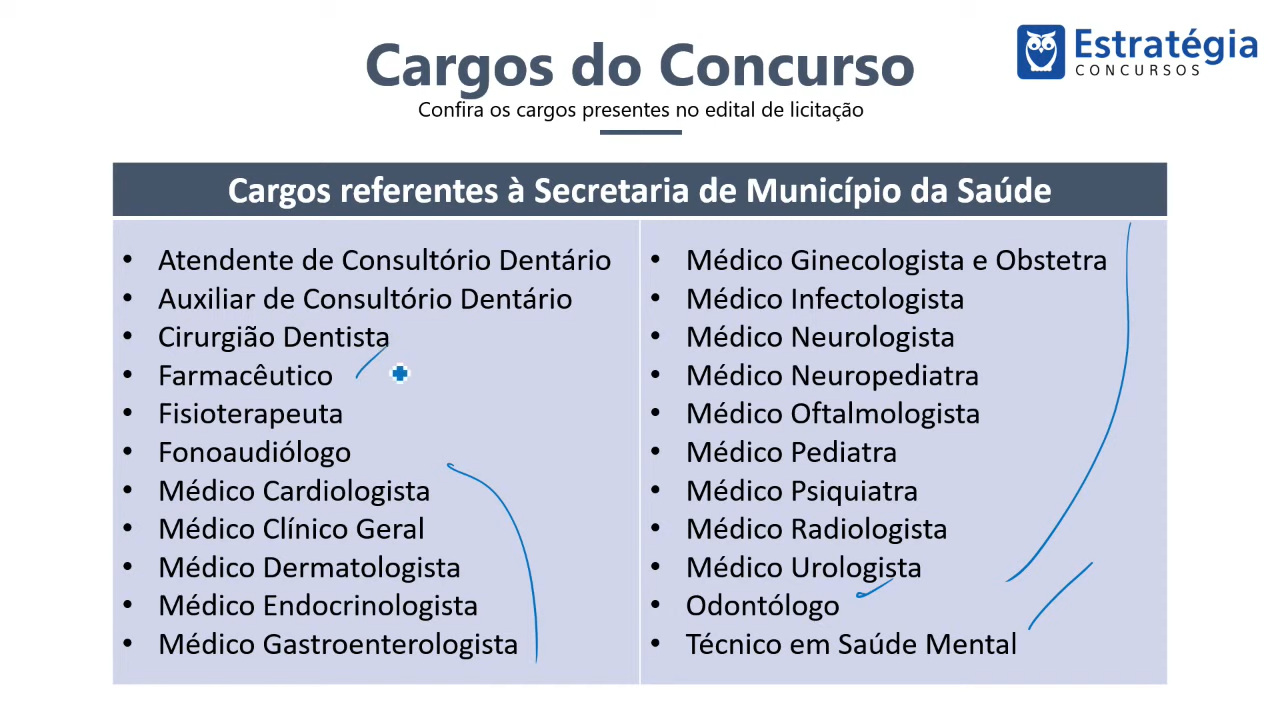 Cargos do Concurso
Estratégia
CONCURSOS
Confira os cargos presentes no edital de licitação
Cargos referentes à Secretaria de Município da Saúde
• Atendente de Consultório Dentário
• Auxiliar de Consultório Dentário
• Cirurgião Dentista
• Farmacêutico
• Fisioterapeuta
• Fonoaudiólogo
• Médico Cardiologista
• Médico Clínico Geral
• Médico Dermatologista
• Médico Endocrinologista
• Médico Gastroenterologista
• Médico Ginecologista e Obstetra
• Médico Infectologista
• Médico Neurologista
• Médico Neuropediatra
• Médico Oftalmologista
• Médico Pediatra
• Médico Psiquiatra
• Médico Radiologista
• Médico Urologista
• Odontólogo
• Técnico em Saúde Mental